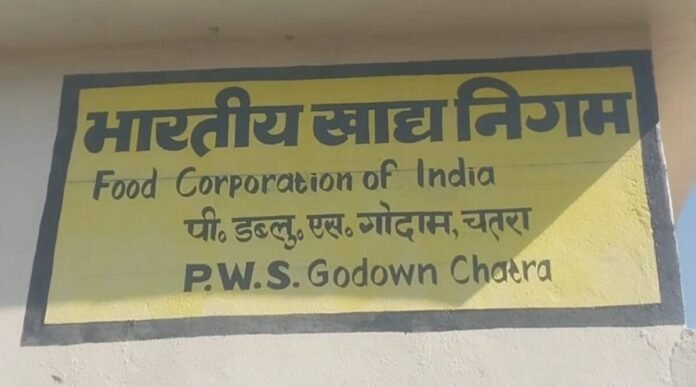 भारतीय खाद्य निगम
Food Corporation of India
पी. डब्लु. एस. गोदाम, चतरा
P.W.S. Godown Chatra